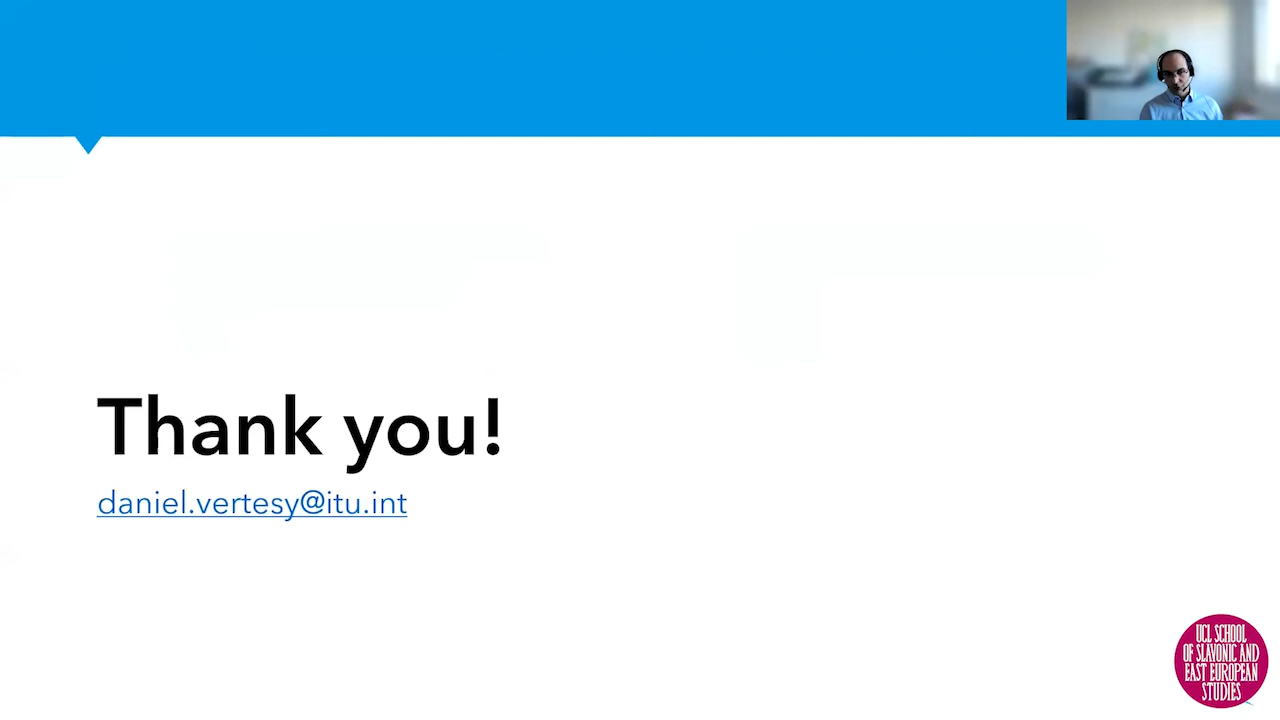 Thank you!
daniel.vertesy@itu.int
UCL SCHOOL
OF SLAVONIC AND
EAST EUROPEAN
STUDIES